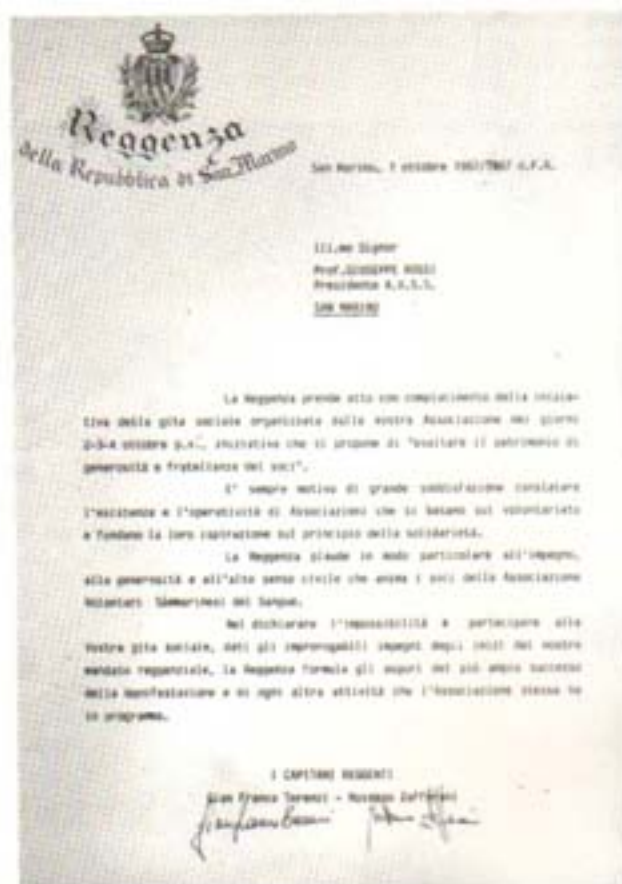 Reggenza
della Repubblica di San Marino
San Marino, 1 ottobre 1987/1687 d.F.R.
Ill.mo Signor
Prof. GIUSEPPE ROSSI
Presidente A.V.S.S.
SAN MARINO
La Reggenza prende atto con compiacimento della inizia-
tiva della gita sociale organizzata dalla vostra Associazione nei giorni
2-3-4 ottobre p.v., iniziativa che si propone di "esaltare il patrimonio di
generosità e fratellanza dei soci".
E' sempre motivo di grande soddisfazione constatare
l'esistenza e l'operatività di Associazioni che si basano sul volontariato
e fondano la loro ispirazione sul principio della solidarietà.
La Reggenza plaude in modo particolare all'impegno,
alla generosità e all'alto senso civile che anima i soci della Associazione
Volontari Sammarinesi del Sangue.
Nel dichiarare l'impossibilità a partecipare alla
Vostra gita sociale, dati gli improrogabili impegni degli inizi del nostro
mandato reggenziale, la Reggenza formula gli auguri del più ampio successo
della manifestazione e di ogni altra attività che l'Associazione stessa ha
in programma.
I CAPITANI REGGENTI
Gian Franco Terenzi - Rossano Zafferani